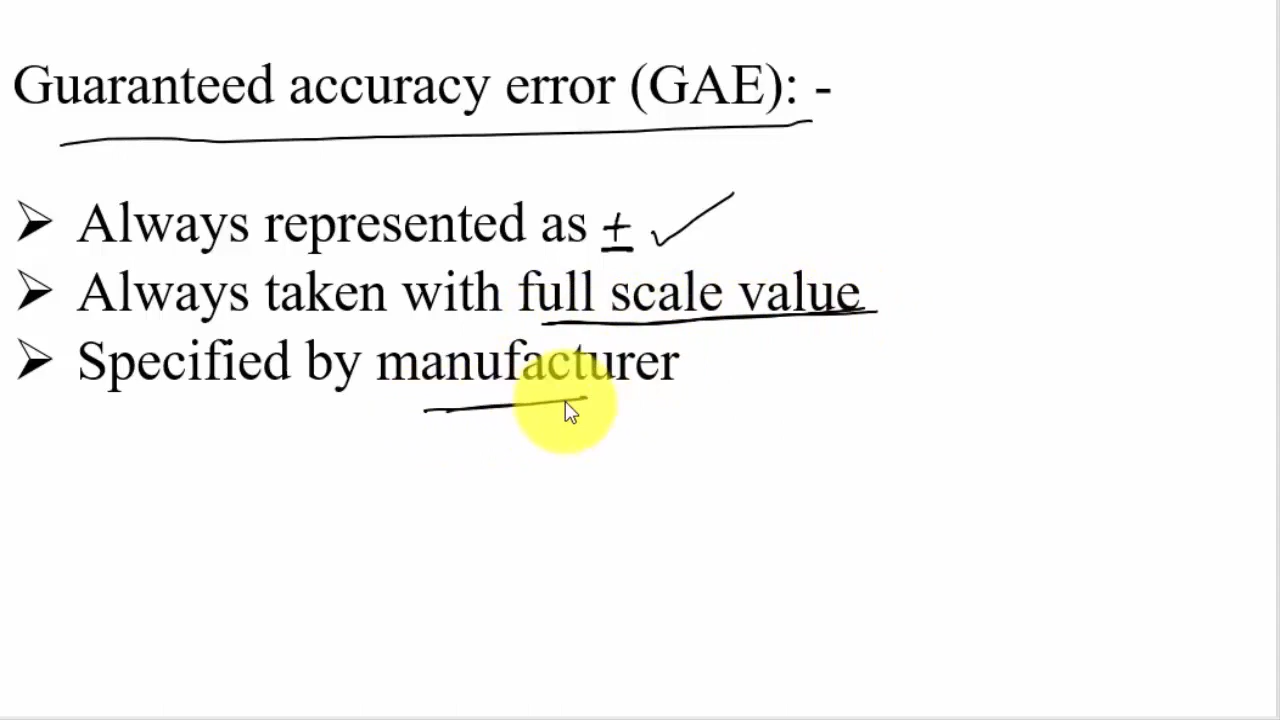 Guaranteed accuracy error (GAE): -
➢ Always represented as ± ✓
➢ Always taken with full scale value
➢ Specified by manufacturer